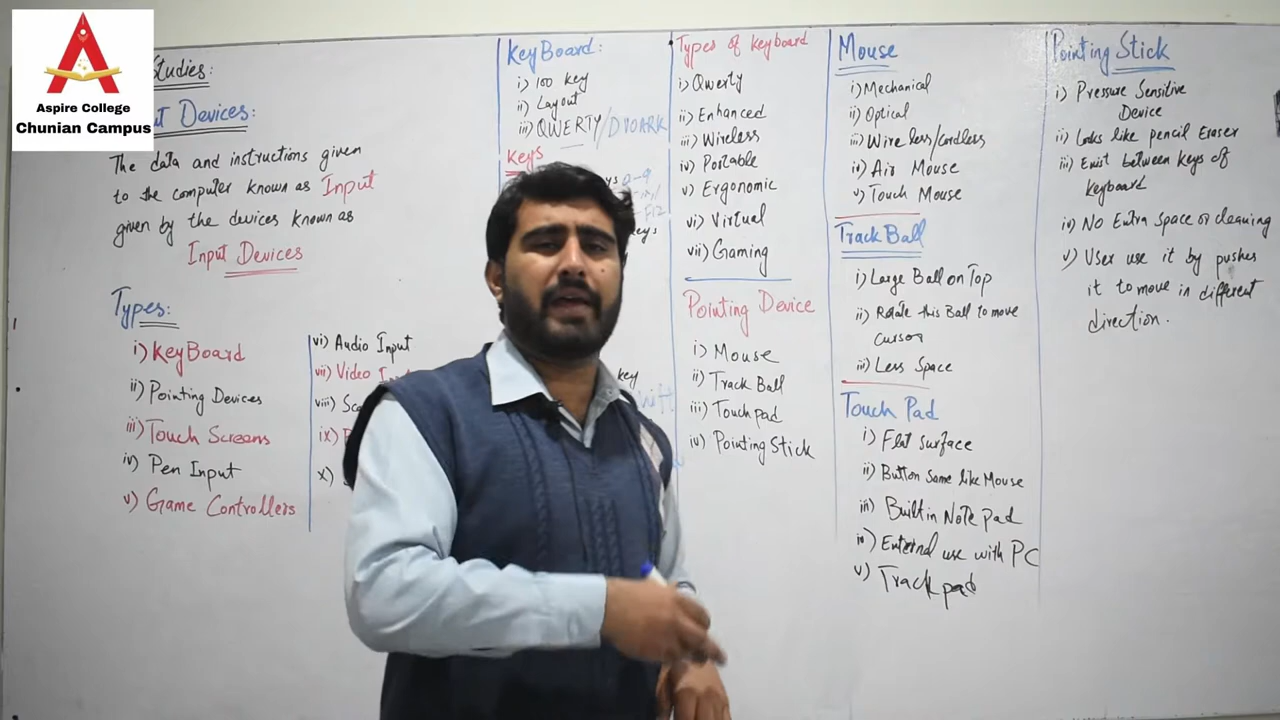 Aspire College
Chunian Campus
Studies:
Devices:
The data and instructions given
to the computer known as Input
given by the devices known as
Input Devices
Types:
i) KeyBoard
ii) Pointing Devices
iii) Touch Screens
iv) Pen Input
v) Game Controllers
vi) Audio Input
vii) Video
viii)
ix)
x)
KeyBoard:
i) 100 key
ii) Layout
iii) QWERTY/DVOARK
Keys
0-9
F12
keys
key
Types of keyboard
i) Qwerty
ii) Enhanced
iii) Wireless
iv) Portable
v) Ergonomic
vi) Virtual
vii) Gaming
Pointing Device
i) Mouse
ii) Track Ball
iii) Touchpad
iv) Pointing Stick
Mouse
i) Mechanical
ii) Optical
iii) Wireless/cordless
iv) Air Mouse
v) Touch Mouse
Track Ball
i) Large Ball on Top
ii) Rotate this Ball to move
cursor
iii) Less Space
Touch Pad
i) Flat surface
ii) Button Same like Mouse
iii) Builtin Note pad
iv) External use with PC
v) Track pad
Pointing Stick
i) Pressure Sensitive
Device
ii) Looks like pencil Eraser
iii) Exist between keys of
keyboard
iv) No Extra Space or cleaning
v) User use it by pushes
it to move in different
direction.